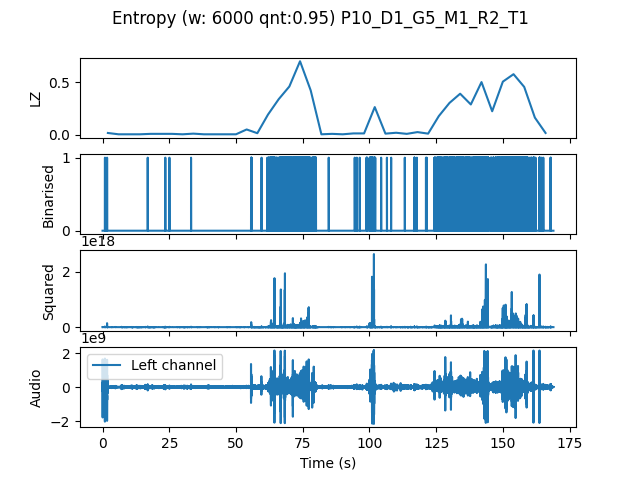 Entropy (w: 6000 qnt:0.95) P10_D1_G5_M1_R2_T1
LZ
0.5
0.0
Binarised
1
0
1e18
Squared
2
0
1e9
Audio
2
0
−2
Left channel
0 25 50 75 100 125 150 175
Time (s)